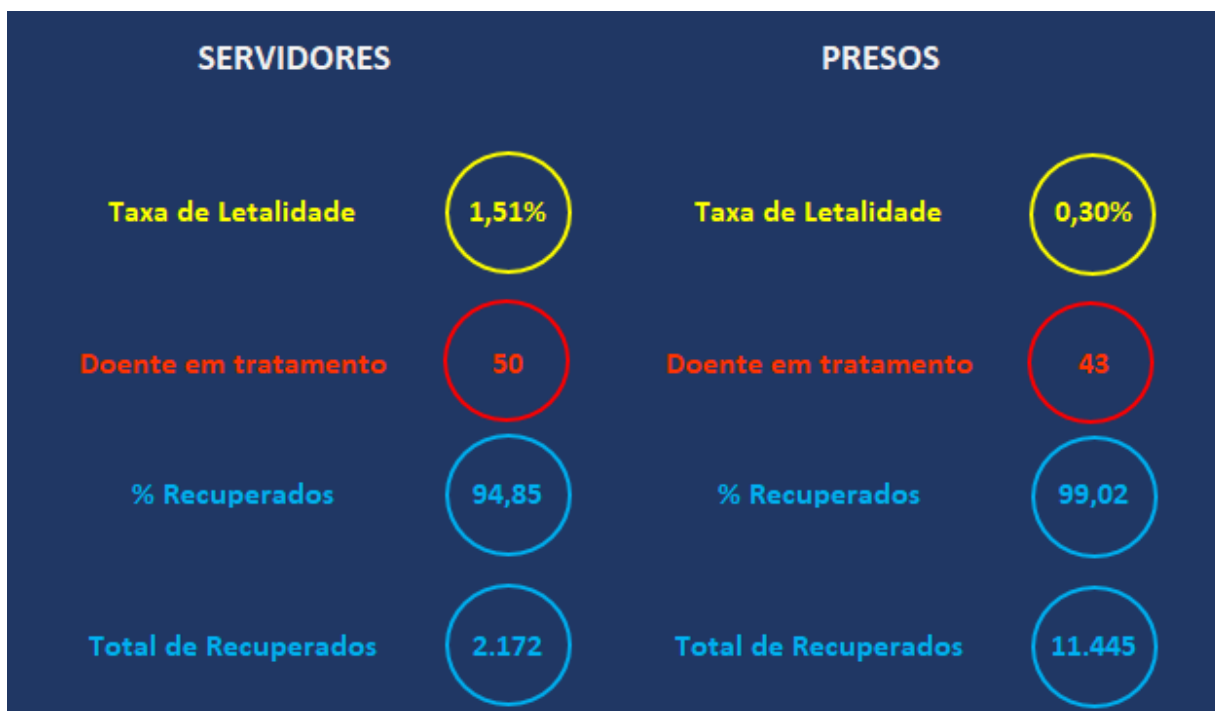 SERVIDORES PRESOS
Taxa de Letalidade 1,51% Taxa de Letalidade 0,30%
Doente em tratamento 50 Doente em tratamento 43
% Recuperados 94,85 % Recuperados 99,02
Total de Recuperados 2.172 Total de Recuperados 11.445